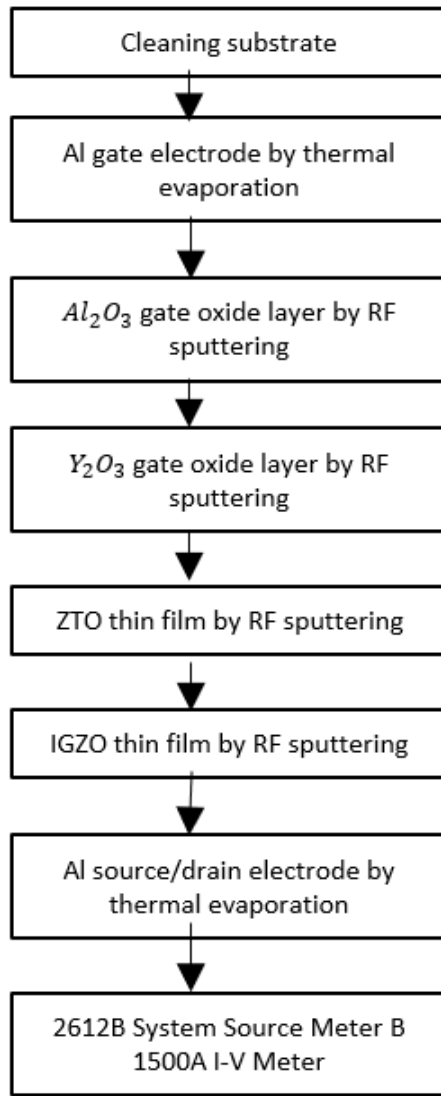 Cleaning substrate
Al gate electrode by thermal
evaporation
Al₂O₃ gate oxide layer by RF
sputtering
Y₂O₃ gate oxide layer by RF
sputtering
ZTO thin film by RF sputtering
IGZO thin film by RF sputtering
Al source/drain electrode by
thermal evaporation
2612B System Source Meter B
1500A I-V Meter